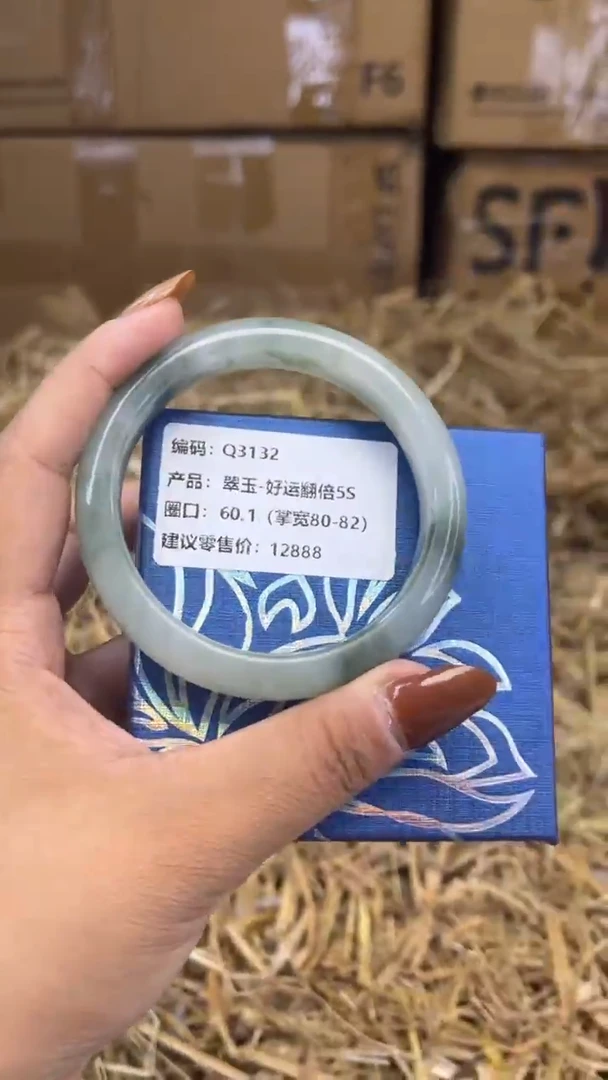 F6
SF
编码：Q3132
产品：翠玉-好运翻倍5S
圈口：60.1（掌宽80-82）
建议零售价：12888